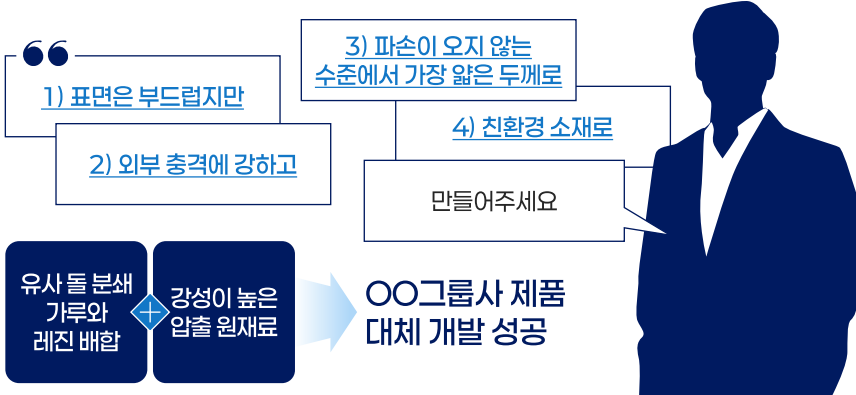 1) 표면은 부드럽지만
2) 외부 충격에 강하고
3) 파손이 오지 않는
수준에서 가장 얇은 두께로
4) 친환경 소재로
만들어주세요
유사 돌 분쇄
가루와
레진 배합
강성이 높은
압출 원재료
OO그룹사 제품
대체 개발 성공